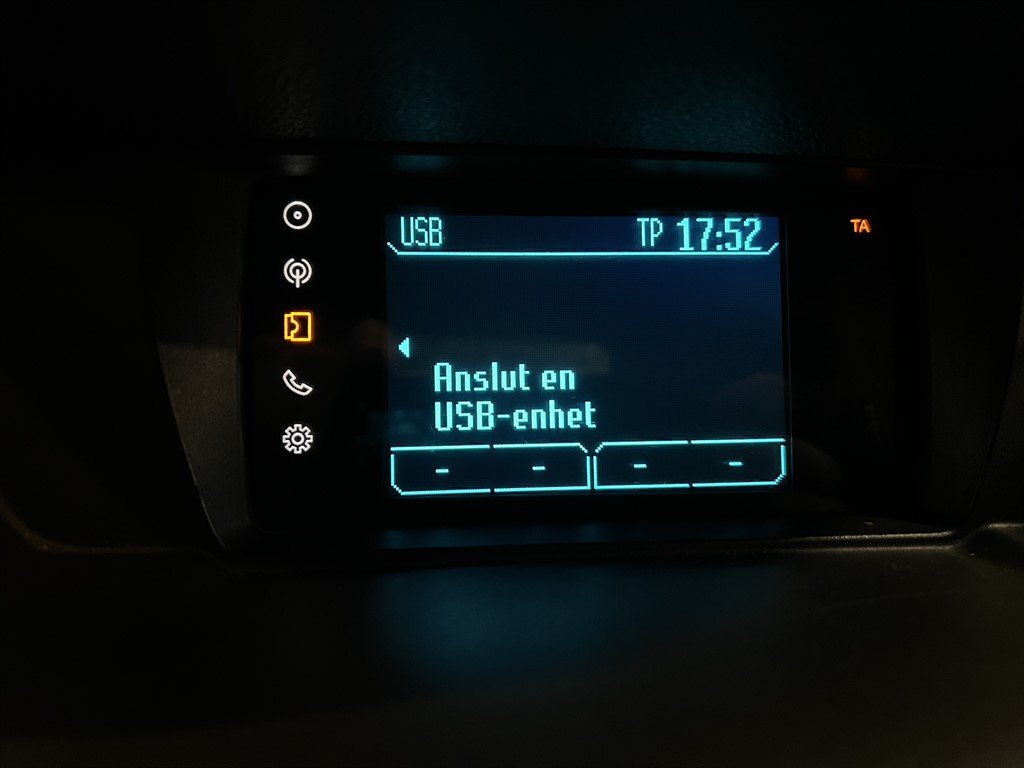 USB TP 17:52
TA
Anslut en
USB-enhet
- - - -